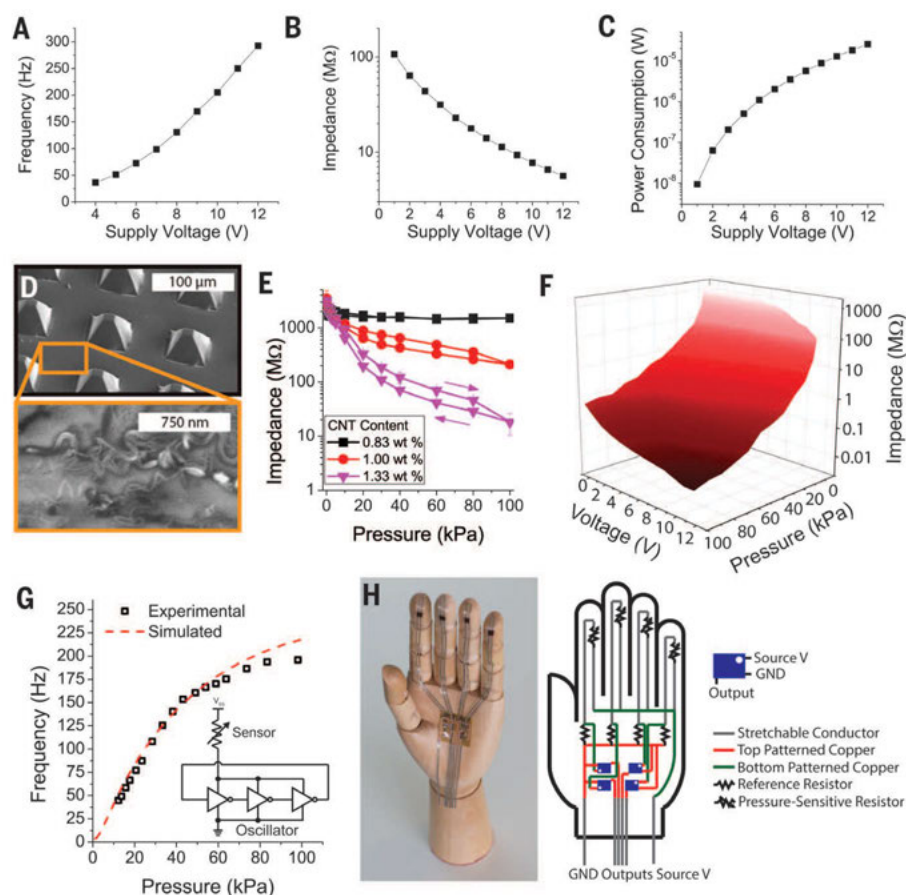 A
Frequency (Hz)
300
250
200
150
100
50
0
4 6 8 10 12
Supply Voltage (V)
B
Impedance (MΩ)
100
10
0 2 4 6 8 10 12
Supply Voltage (V)
C
Power Consumption (W)
10⁻⁵
10⁻⁶
10⁻⁷
10⁻⁸
0 2 4 6 8 10 12
Supply Voltage (V)
D
100 µm
750 nm
E
Impedance (MΩ)
1000
100
10
1
CNT Content
0.83 wt %
1.00 wt %
1.33 wt %
0 20 40 60 80 100
Pressure (kPa)
F
1000
100
10
1
0.1
0.01
Impedance (MΩ)
0 2 4 6 8 10 12
Voltage (V)
100 80 60 40 20 0
Pressure (kPa)
G
Frequency (Hz)
250
225
200
175
150
125
100
75
50
25
0
Experimental
Simulated
Sensor
Oscillator
0 20 40 60 80 100
Pressure (kPa)
H
Source V
GND
Output
Stretchable Conductor
Top Patterned Copper
Bottom Patterned Copper
Reference Resistor
Pressure-Sensitive Resistor
GND Outputs Source V